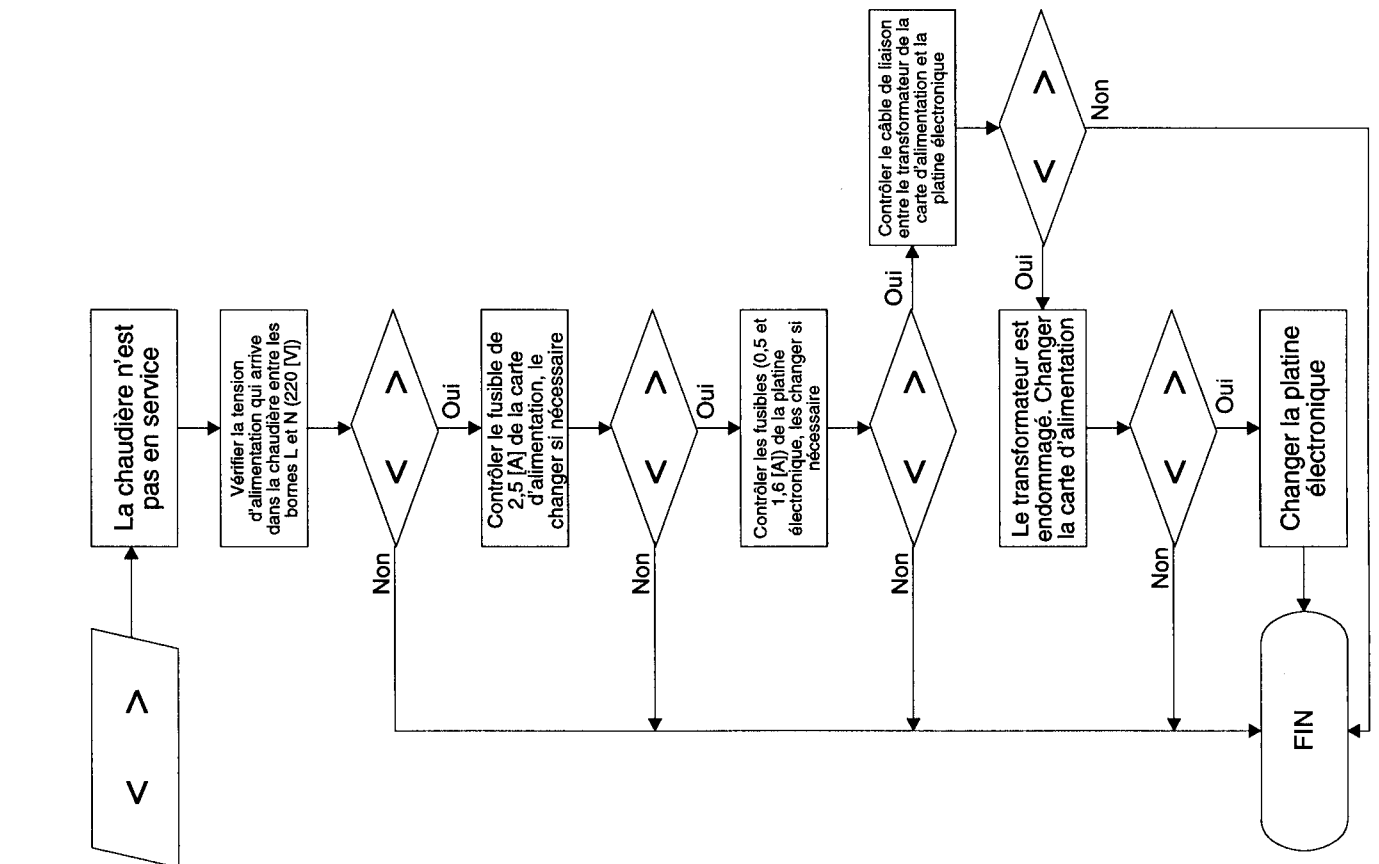 < >
La chaudière n'est
pas en service
Vérifier la tension
d'alimentation qui arrive
dans la chaudière entre les
bornes L et N (220 [V])
< >
Non
Oui
Contrôler le fusible de
2,5 [A] de la carte
d'alimentation, le
changer si nécessaire
< >
Non
Oui
Contrôler les fusibles (0,5 et
1,6 [A]) de la platine
électronique, les changer si
nécessaire
< >
Non
Oui
Contrôler le câble de liaison
entre le transformateur de la
carte d'alimentation et la
platine électronique
< >
Oui
Non
Le transformateur est
endommagé. Changer
la carte d'alimentation
< >
Non
Oui
Changer la platine
électronique
FIN